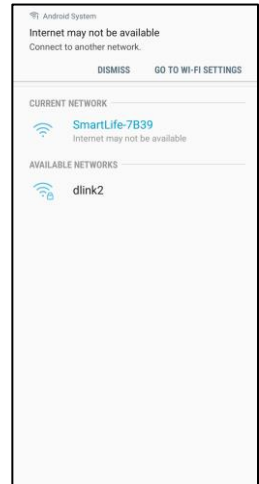 Android System
Internet may not be available
Connect to another network.
DISMISS GO TO WI-FI SETTINGS
CURRENT NETWORK
SmartLife-7B39
Internet may not be available
AVAILABLE NETWORKS
dlink2